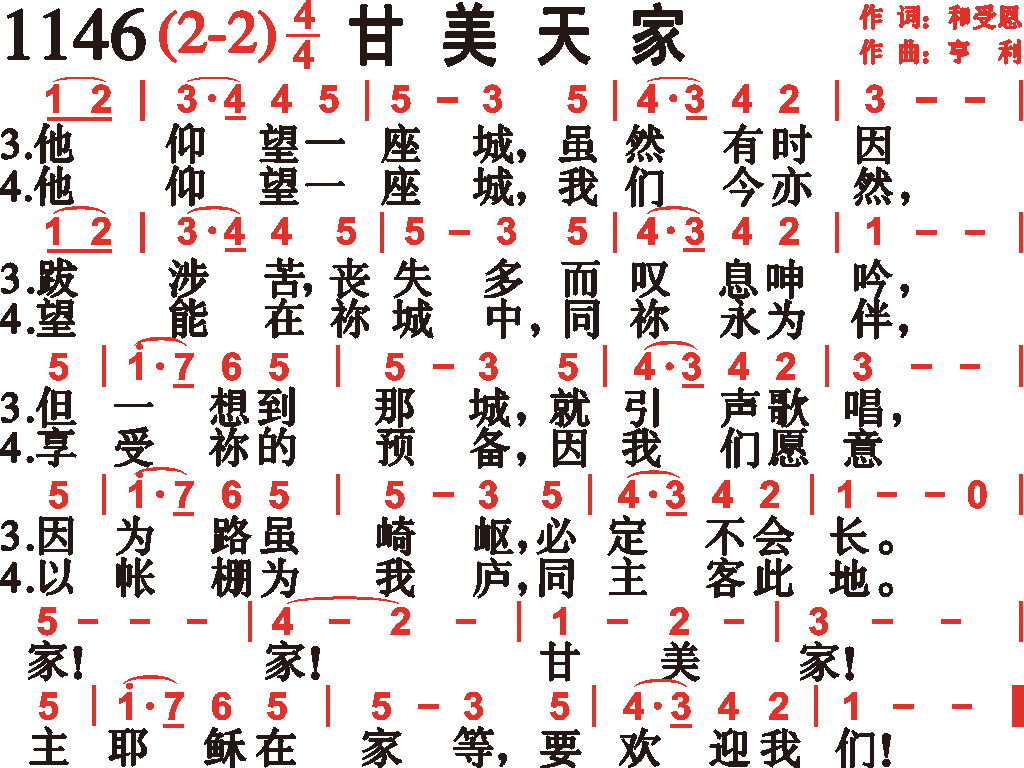 1146 (2-2) 4/4 甘美天家 作 词：和受恩
作 曲：亨 利
1 2 | 3·4 4 5 | 5 - 3 5 | 4·3 4 2 | 3 - - |
3.他 仰 望一 座 城，虽 然 有时 因
4.他 仰 望一 座 城，我 们 今亦 然，
1 2 | 3·4 4 5 | 5 - 3 5 | 4·3 4 2 | 1 - - |
3.跋 涉 苦，丧 失 多 而 叹 息呻 吟，
4.望 能 在 祢 城 中，同 祢 永为 伴，
5 | i·7 6 5 | 5 - 3 5 | 4·3 4 2 | 3 - - |
3.但 一 想到 那 城，就 引 声歌 唱，
4.享 受 祢的 预 备，因 我 们愿 意
5 | i·7 6 5 | 5 - 3 5 | 4·3 4 2 | 1 - - 0 |
3.因 为 路虽 崎 岖，必 定 不会 长。
4.以 帐 棚为 我 庐，同 主 客此 地。
5 - - - | 4 - 2 - | 1 - 2 - | 3 - - |
家！ 家！ 甘 美 家！
5 | i·7 6 5 | 5 - 3 5 | 4·3 4 2 | 1 - -
主 耶 稣在 家 等，要 欢 迎我 们！